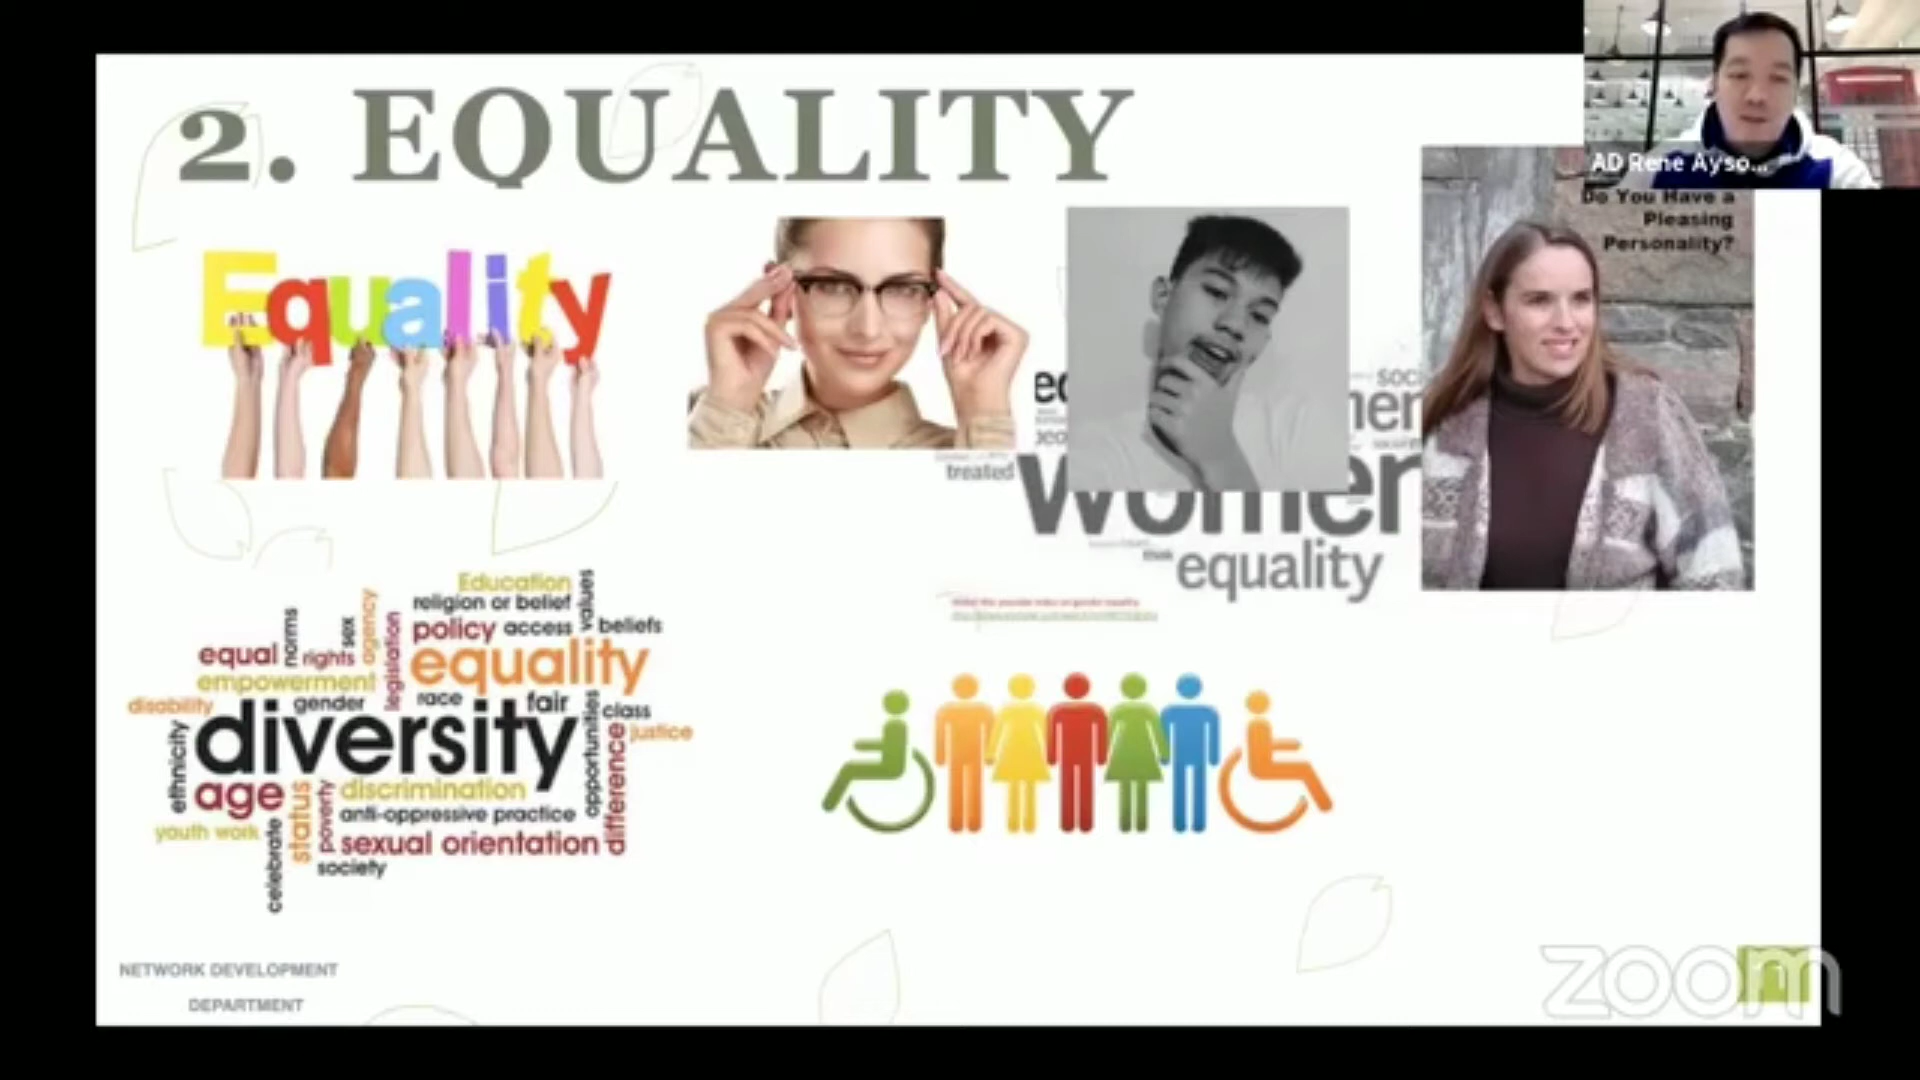 2. EQUALITY
AD Rene Ayso...
Do You Have a
Pleasing
Personality?
Equality
treated
women
equality
Education
religion or belief
values
policy access
beliefs
equal
norms
rights
sex
agency
legislation
equality
empowerment
disability
gender
race
fair
class
diversity
ethnicity
opportunities
justice
difference
age
status
poverty
discrimination
anti-oppressive practice
youth work
celebrate
sexual orientation
society
NETWORK DEVELOPMENT
DEPARTMENT
zoom